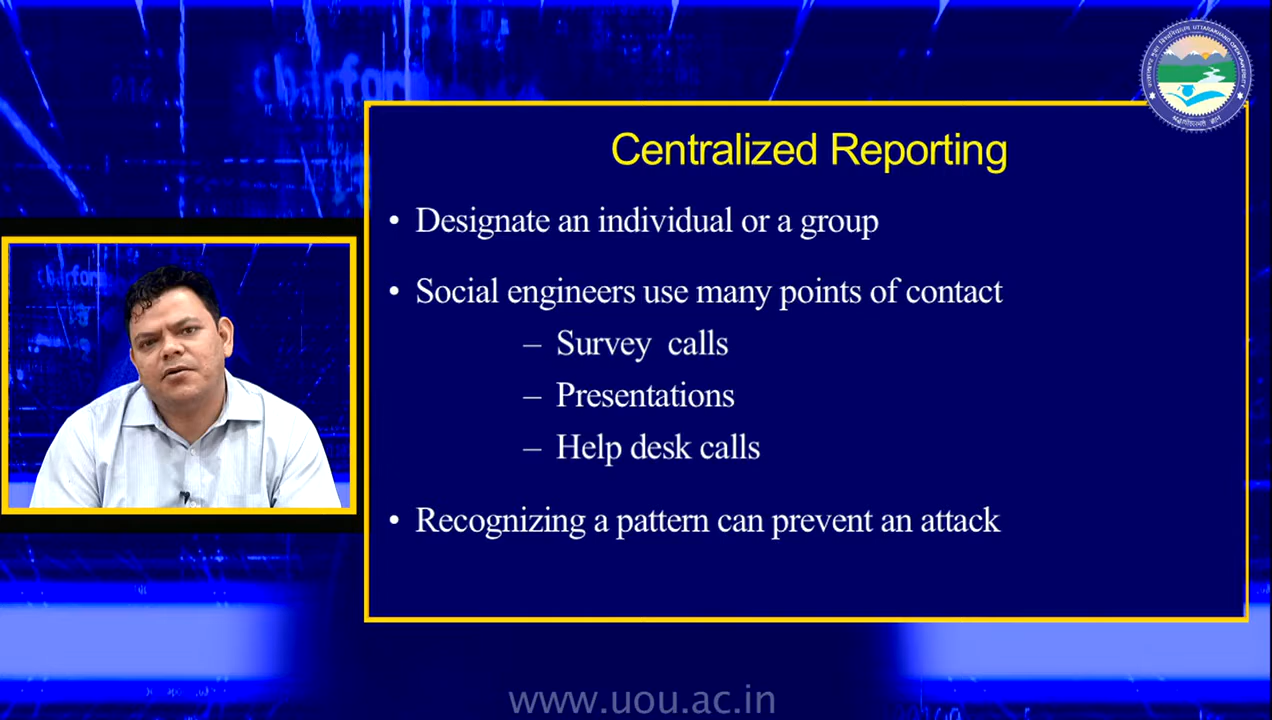 Centralized Reporting
• Designate an individual or a group
• Social engineers use many points of contact
– Survey calls
– Presentations
– Help desk calls
• Recognizing a pattern can prevent an attack
www.uou.ac.in